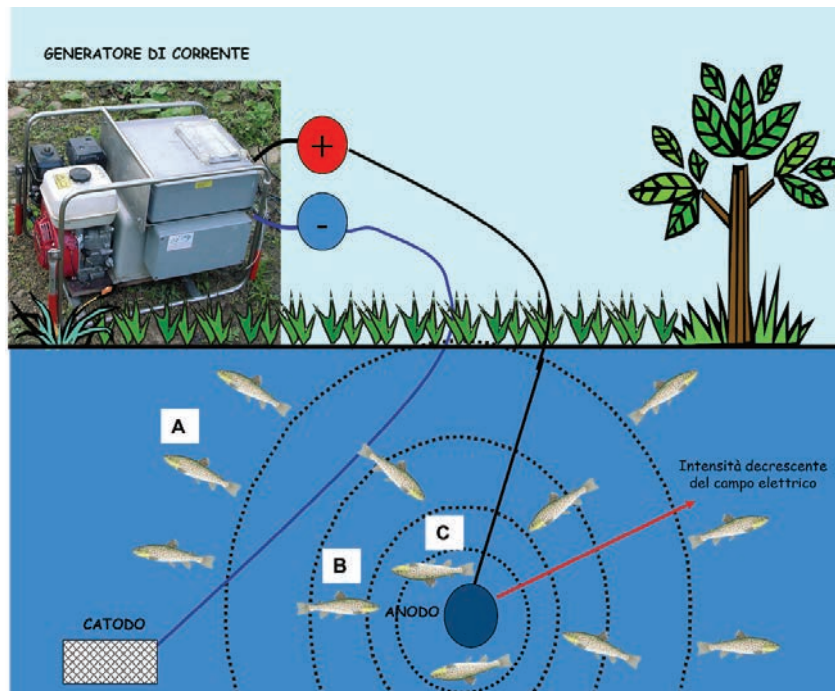 GENERATORE DI CORRENTE
+
-
A
Intensità decrescente
del campo elettrico
C
B
ANODO
CATODO